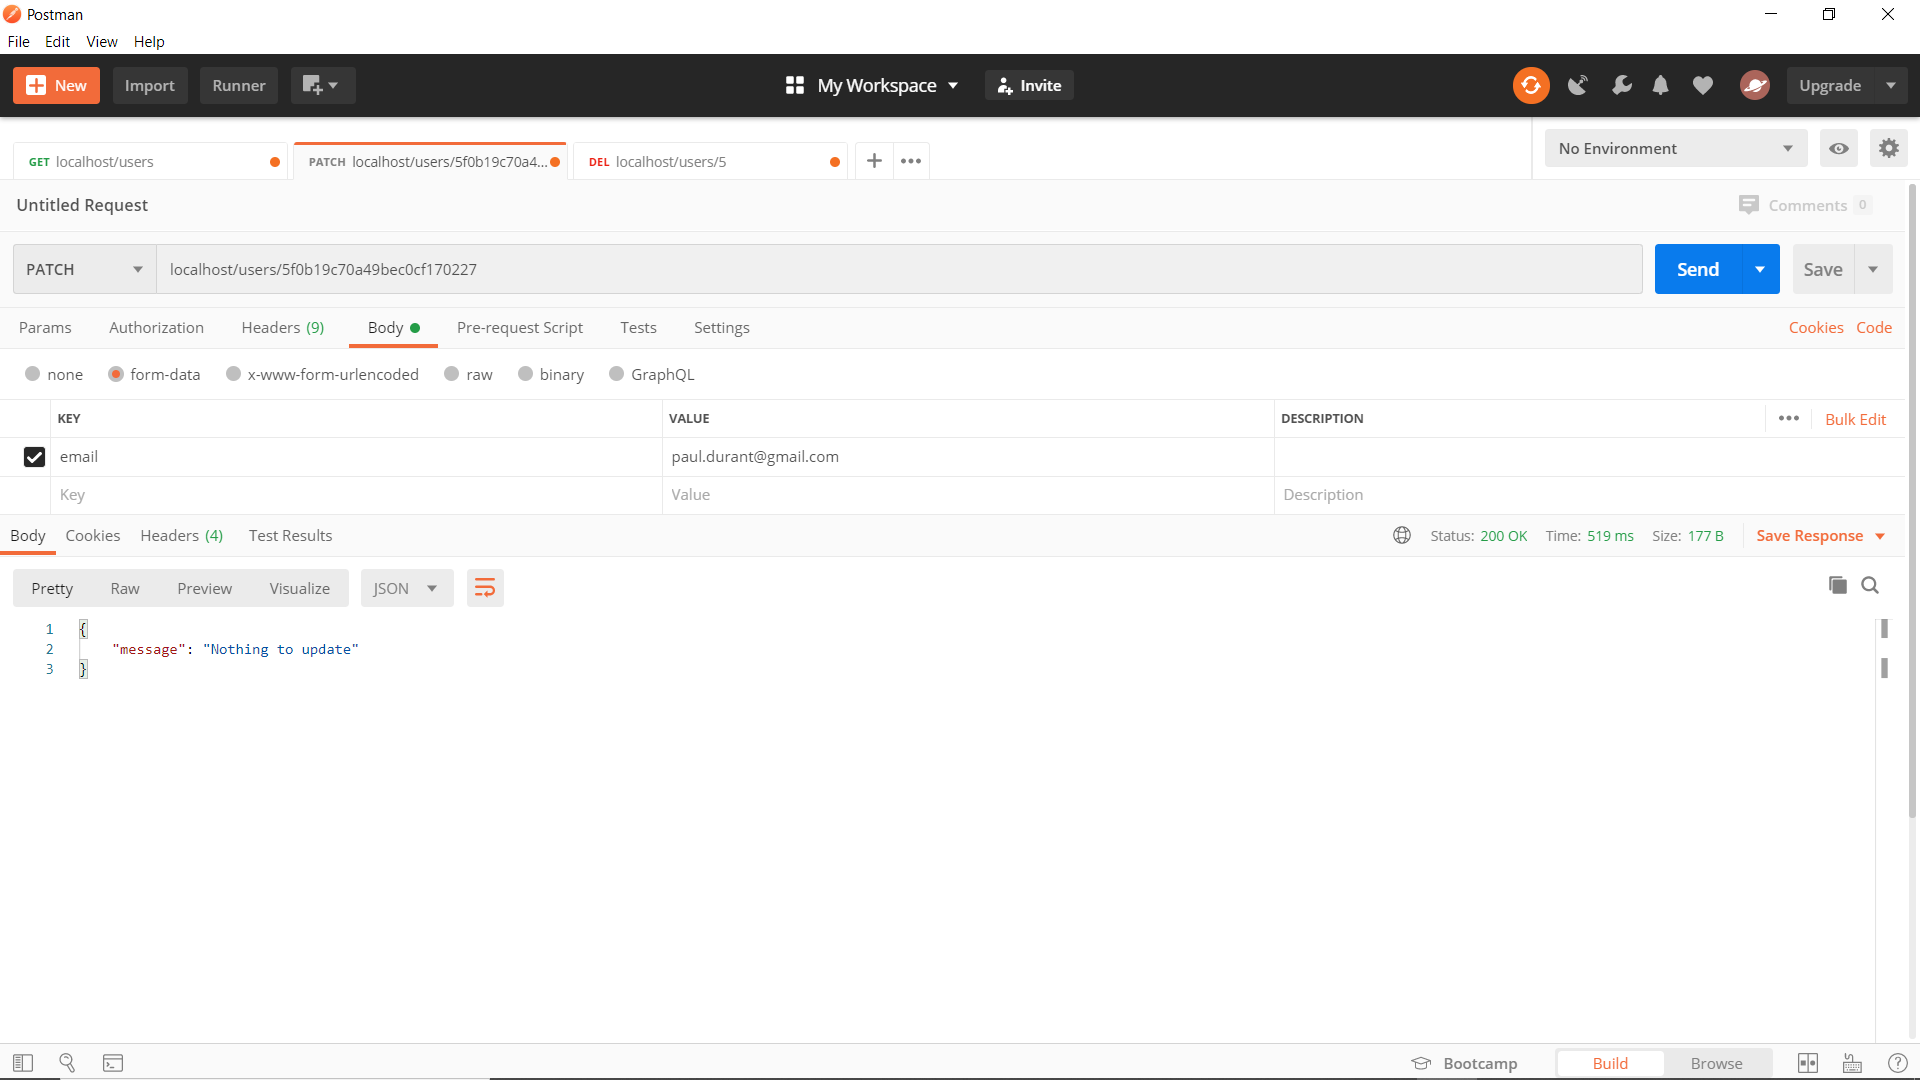 Postman
File Edit View Help
New Import Runner My Workspace Invite Upgrade
GET localhost/users PATCH localhost/users/5f0b19c70a4... DEL localhost/users/5 No Environment
Untitled Request Comments 0
PATCH localhost/users/5f0b19c70a49bec0cf170227 Send Save
Params Authorization Headers (9) Body Pre-request Script Tests Settings Cookies Code
none form-data x-www-form-urlencoded raw binary GraphQL
KEY VALUE DESCRIPTION Bulk Edit
email paul.durant@gmail.com
Key Value Description
Body Cookies Headers (4) Test Results Status: 200 OK Time: 519 ms Size: 177 B Save Response
Pretty Raw Preview Visualize JSON
1 {
2 "message": "Nothing to update"
3 }
Bootcamp Build Browse